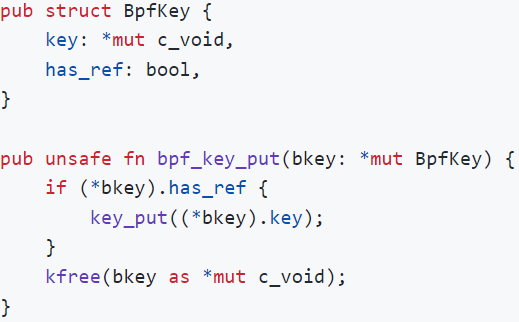 pub struct BpfKey {
    key: *mut c_void,
    has_ref: bool,
}

pub unsafe fn bpf_key_put(bkey: *mut BpfKey) {
    if (*bkey).has_ref {
        key_put((*bkey).key);
    }
    kfree(bkey as *mut c_void);
}